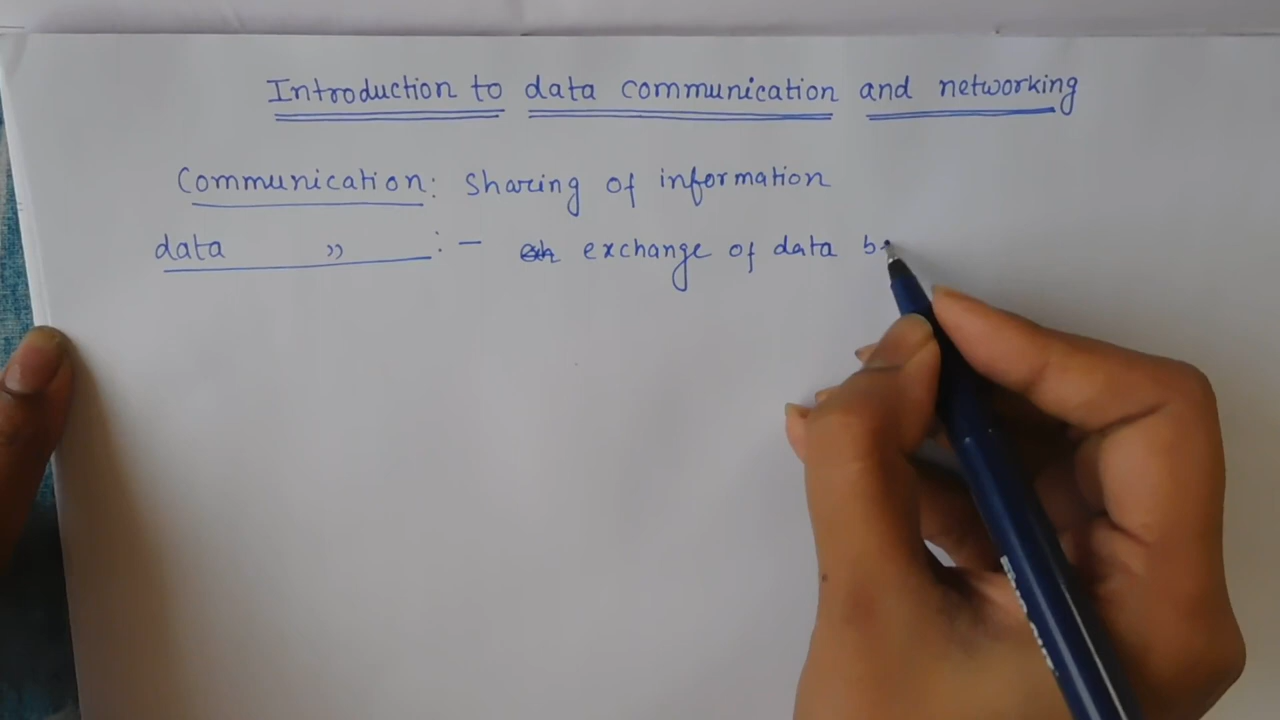 Introduction to data communication and networking
Communication: Sharing of information
data " :- exchange of data